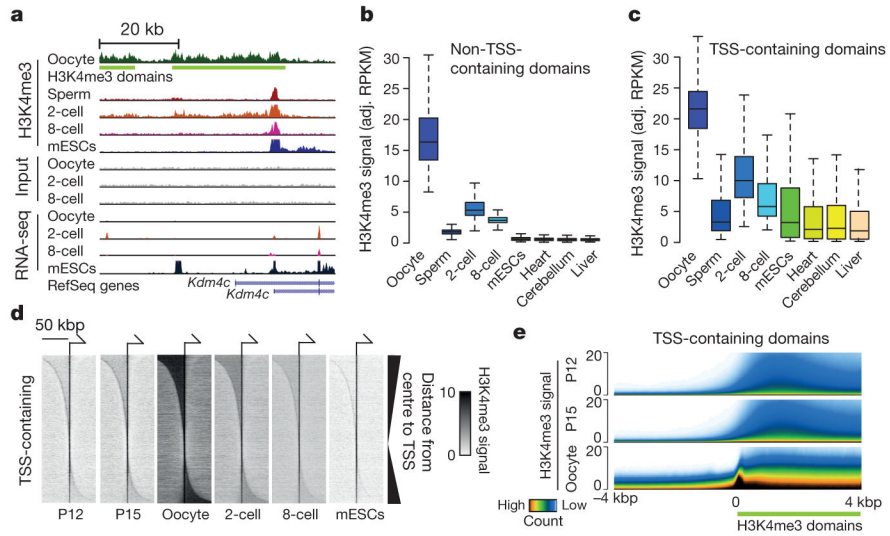 a
20 kb
H3K4me3
Oocyte
H3K4me3 domains
Sperm
2-cell
8-cell
mESCs
Input
Oocyte
2-cell
8-cell
RNA-seq
Oocyte
2-cell
8-cell
mESCs
RefSeq genes
Kdm4c
Kdm4c
b
Non-TSS-
containing domains
H3K4me3 signal (adj. RPKM)
30
25
20
15
10
5
0
Oocyte
Sperm
2-cell
8-cell
mESCs
Heart
Cerebellum
Liver
c
TSS-containing domains
H3K4me3 signal (adj. RPKM)
30
25
20
15
10
5
0
Oocyte
Sperm
2-cell
8-cell
mESCs
Heart
Cerebellum
Liver
d
50 kbp
TSS-containing
P12
P15
Oocyte
2-cell
8-cell
mESCs
Distance from
centre to TSS
10
0
H3K4me3 signal
e
TSS-containing domains
H3K4me3 signal
P12
20
0
P15
20
0
Oocyte
20
0
−4 kbp
0
4 kbp
High
Low
Count
H3K4me3 domains